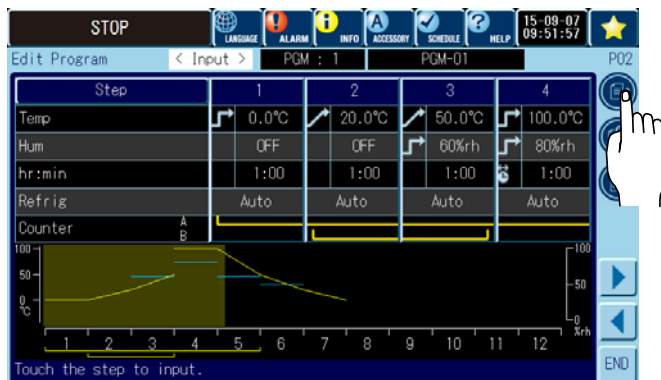 STOP
LANGUAGE ALARM INFO A ACCESSORY SCHEDULE HELP 15-09-07
09:51:57
Edit Program < Input > PGM : 1 PGM-01 P02
Step 1 2 3 4
Temp 0.0°C 20.0°C 50.0°C 100.0°C
Hum OFF OFF 60%rh 80%rh
hr:min 1:00 1:00 1:00 1:00
Refrig Auto Auto Auto Auto
Counter A
B
100 100
50 50
0 0
°C %rh
1 2 3 4 5 6 7 8 9 10 11 12
Touch the step to input. END